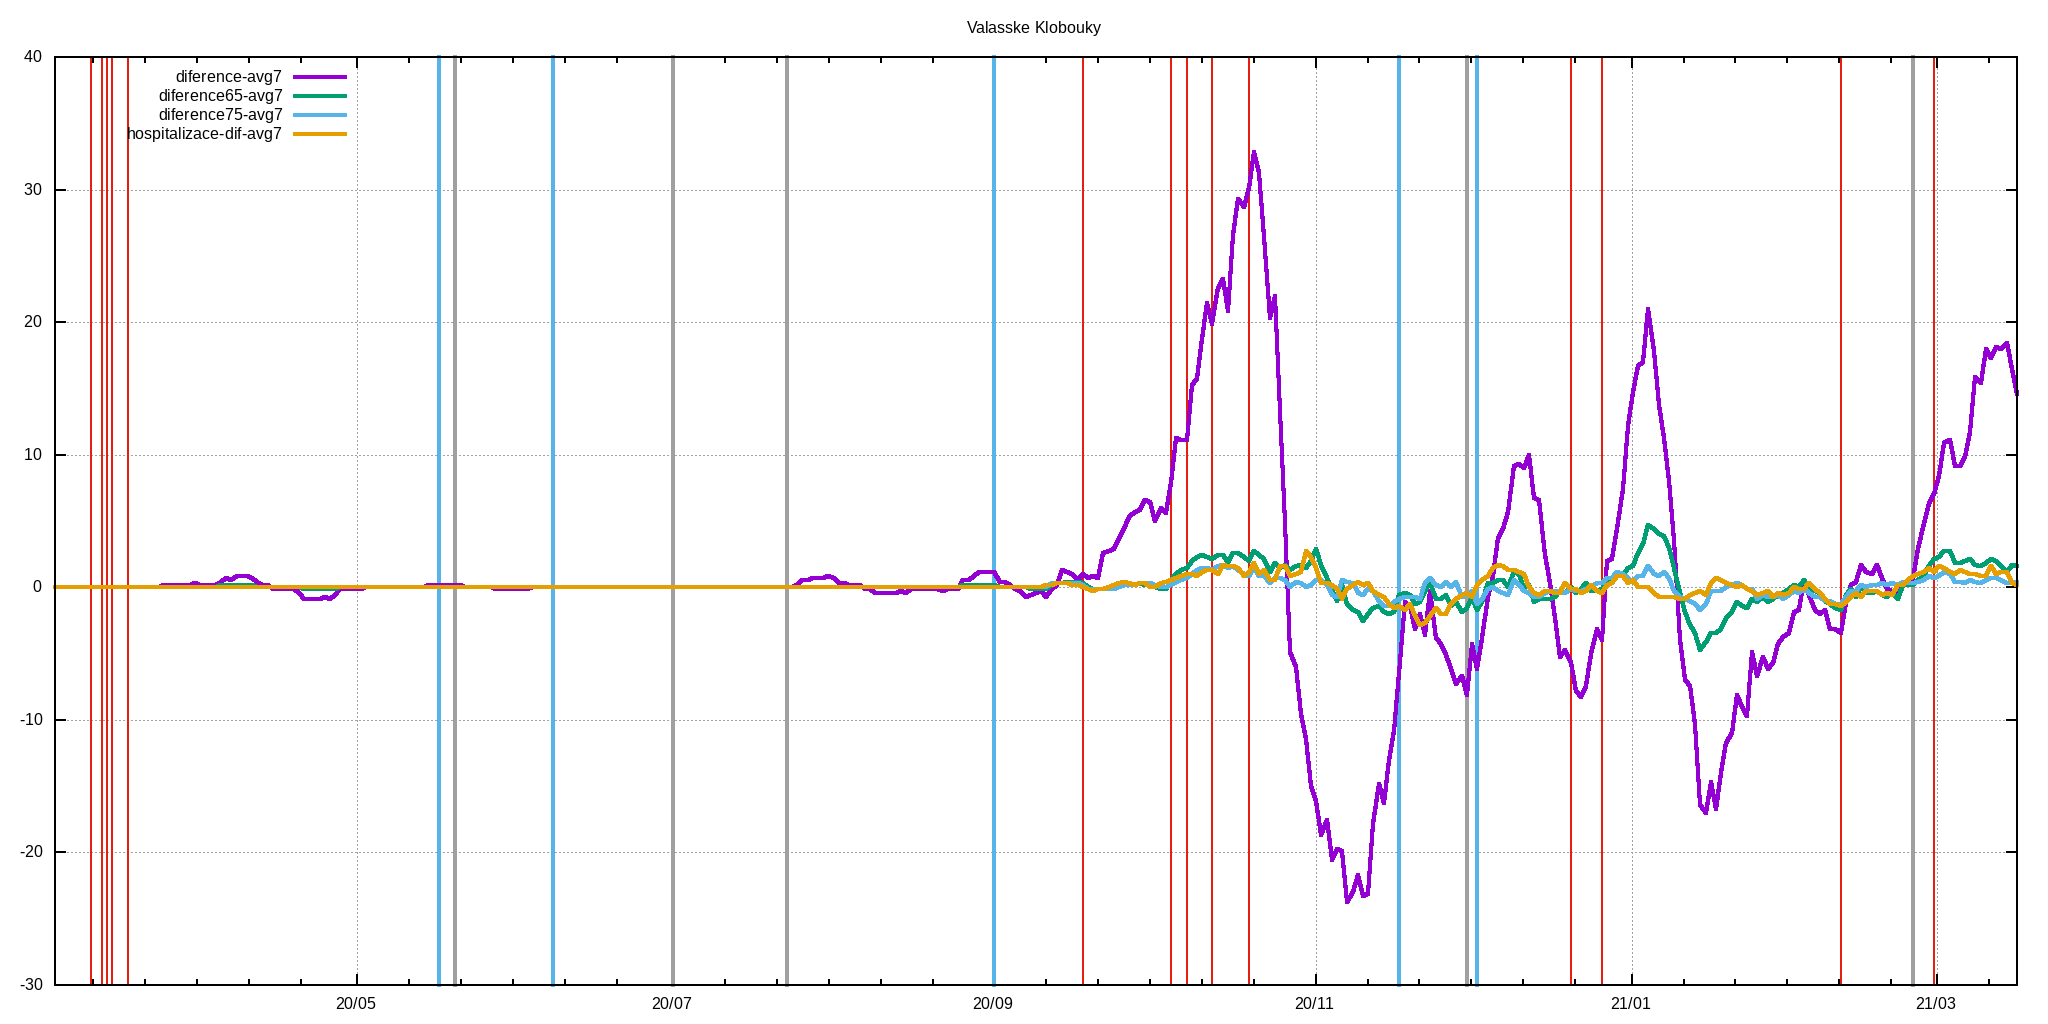 Valasske Klobouky
40
30
20
10
0
-10
-20
-30
diference-avg7
diference65-avg7
diference75-avg7
hospitalizace-dif-avg7
20/05
20/07
20/09
20/11
21/01
21/03